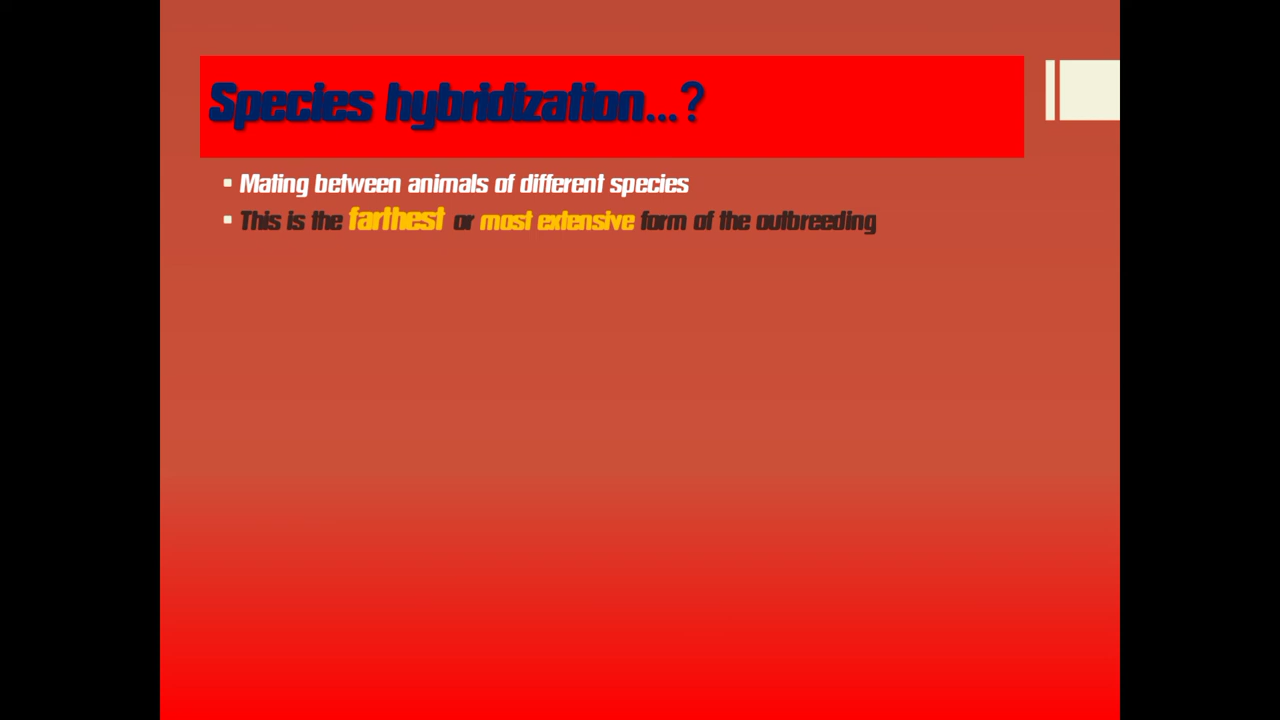 Species hybridization...?
▪ Mating between animals of different species
▪ This is the farthest or most extensive form of the outbreeding